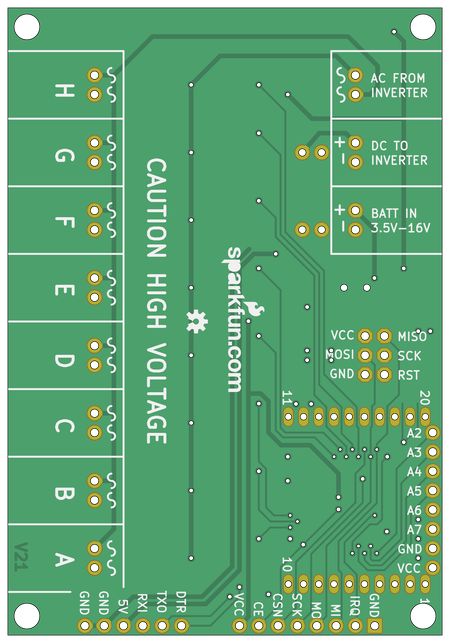 H
G
F
E
D
C
B
A
V21
CAUTION HIGH VOLTAGE
sparkfun.com
AC FROM
INVERTER
DC TO
INVERTER
BATT IN
3.5V-16V
+
-
+
-
VCC
MISO
MOSI
SCK
GND
RST
11
20
A2
A3
A4
A5
A6
A7
GND
VCC
10
1
GND
GND
5V
RXI
TXO
DTR
VCC
CE
CSN
SCK
MO
MI
IRQ
GND